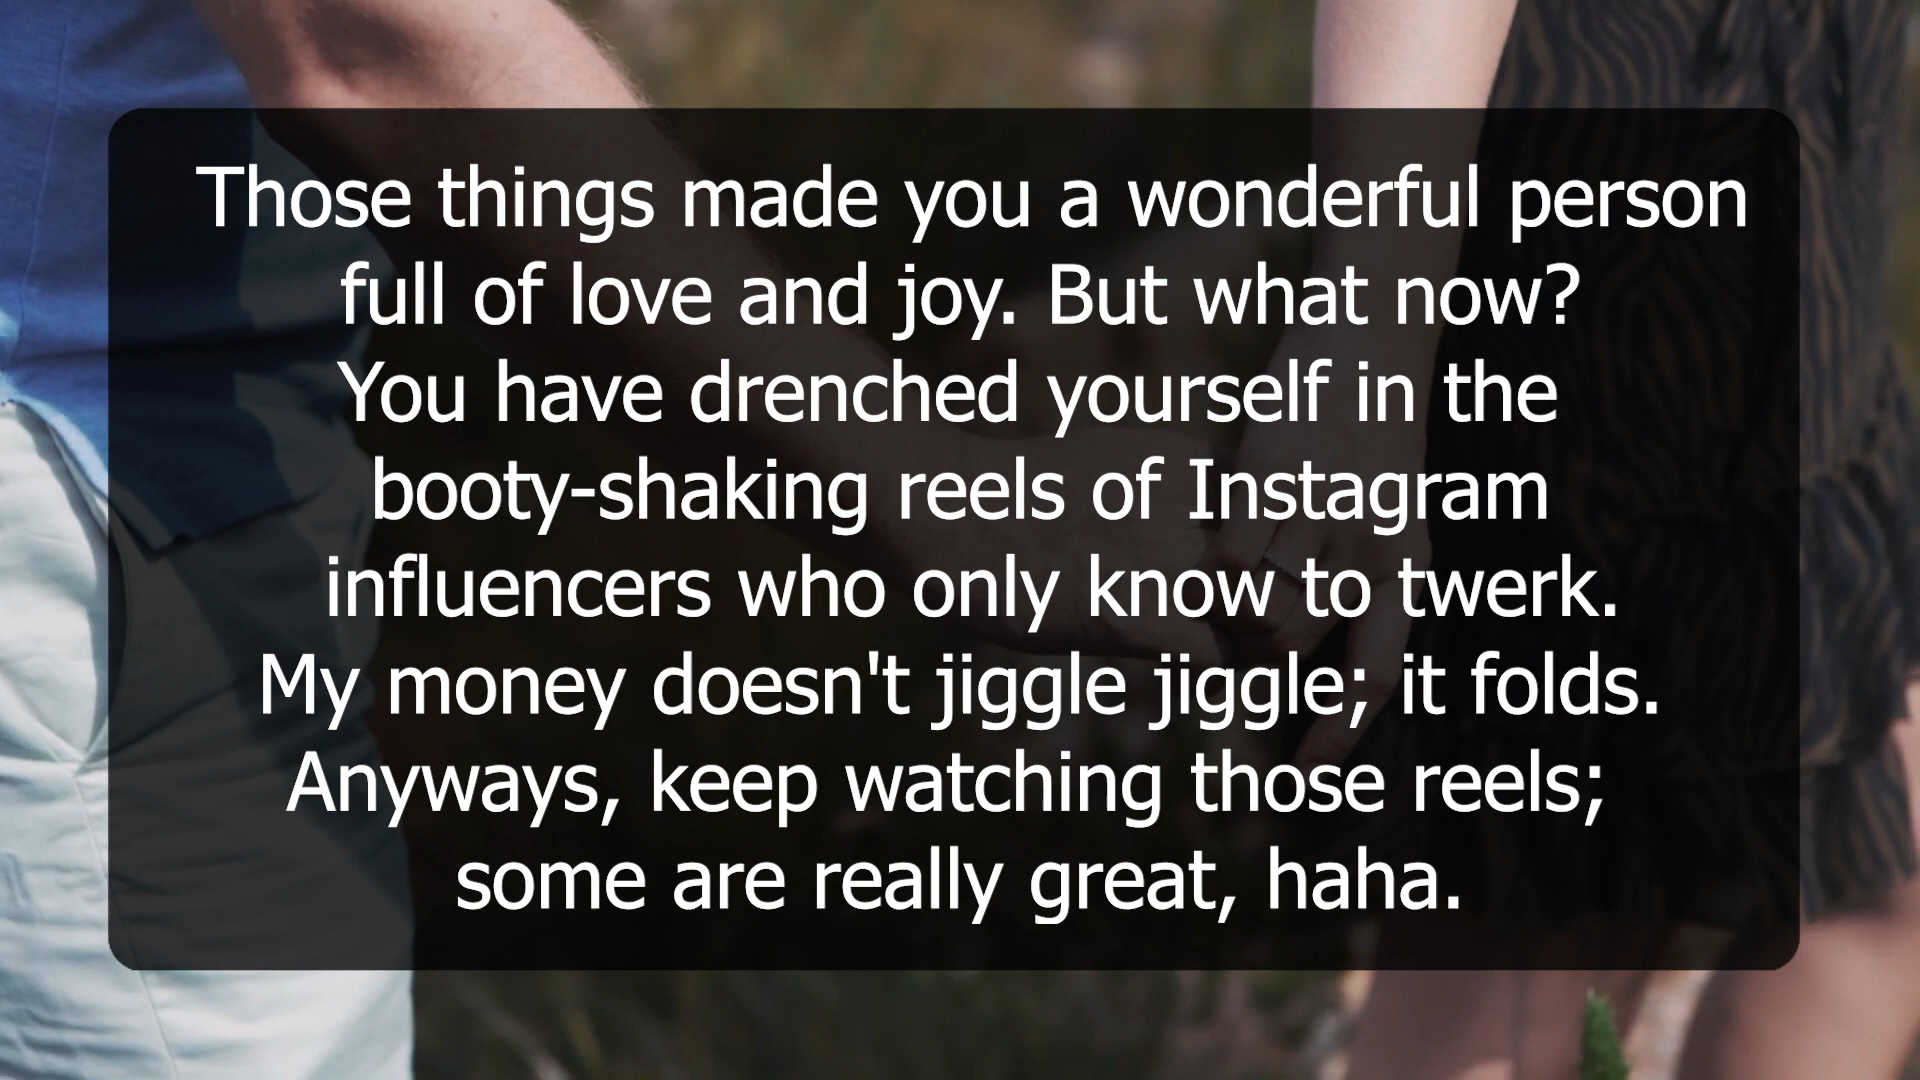 Those things made you a wonderful person
full of love and joy. But what now?
You have drenched yourself in the
booty-shaking reels of Instagram
influencers who only know to twerk.
My money doesn't jiggle jiggle; it folds.
Anyways, keep watching those reels;
some are really great, haha.